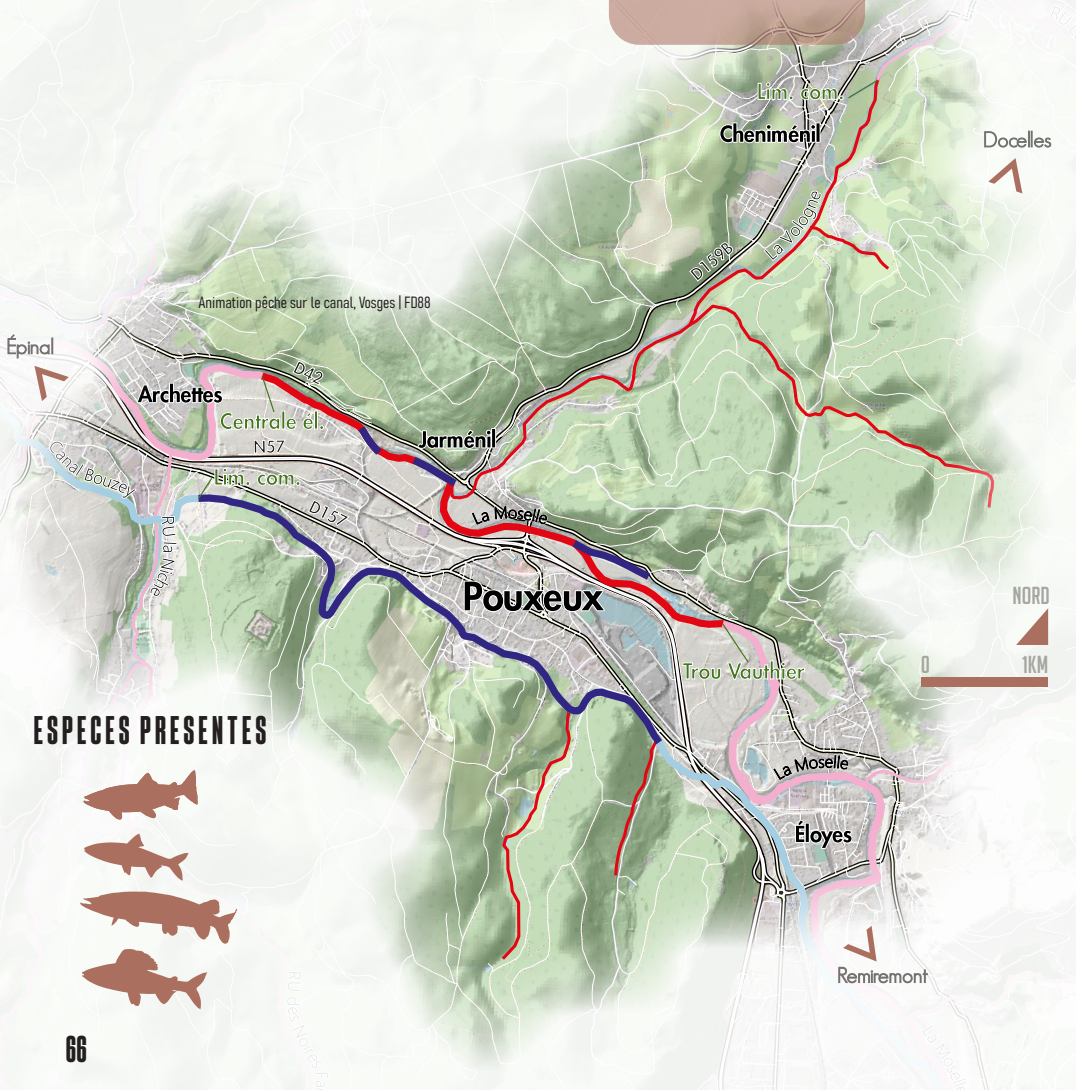 Lim. com.
Cheniménil
Docelles
La Vologne
D159B
Animation pêche sur le canal, Vosges | FD88
Épinal
D42
Archettes
Centrale él.
Jarménil
N57
Canal Bouzey
Lim. com.
D157
La Moselle
RU la Niche
Pouxeux
NORD
0 1KM
Trou Vauthier
ESPECES PRESENTES
La Moselle
Éloyes
Remiremont
66